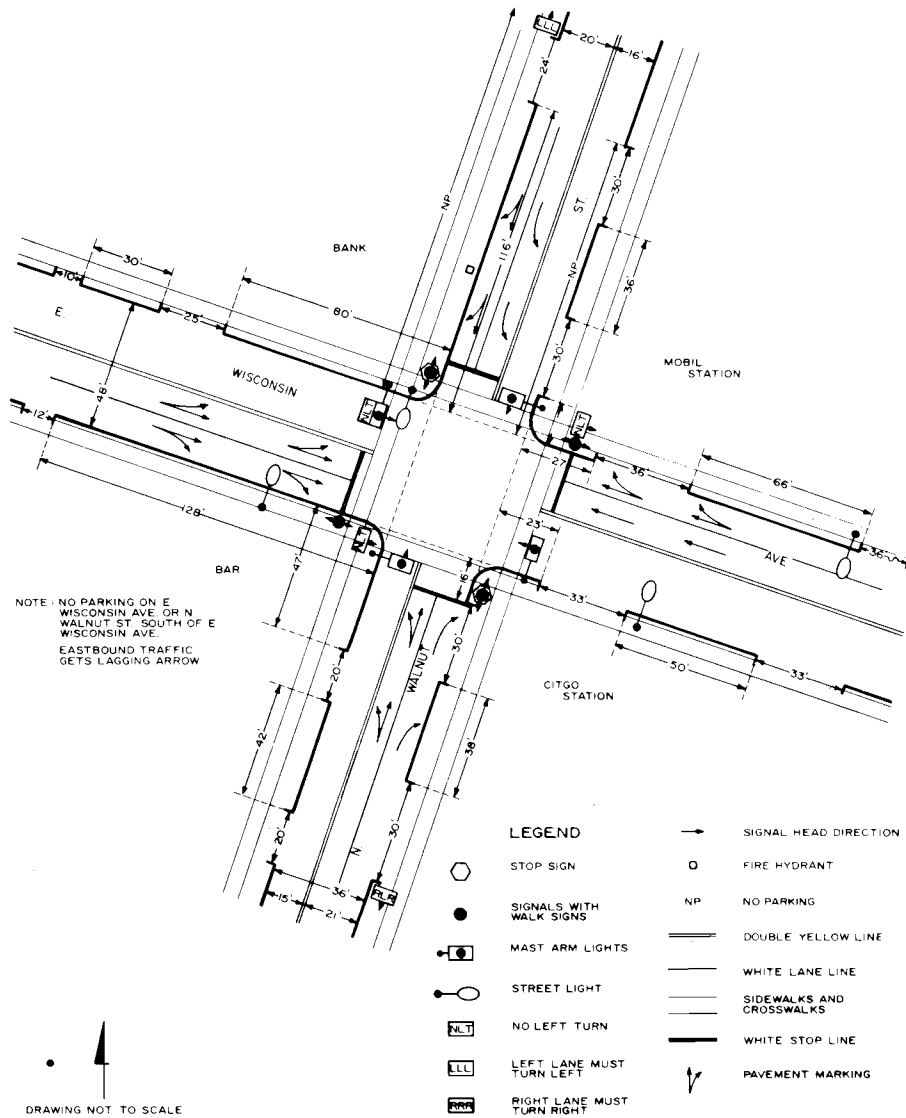 LLL
20'
16'
24'
NP
ST.
30'
BANK
116'
30'
10'
25'
80'
NP
36'
E.
WISCONSIN
48'
30'
MOBIL
STATION
12'
NLT
NLT
27'
36'
66'
128'
23'
AVE
36'
BAR
47'
NLT
16'
NOTE : NO PARKING ON E
WISCONSIN AVE. OR N
WALNUT ST. SOUTH OF E
WISCONSIN AVE.
EASTBOUND TRAFFIC
GETS LAGGING ARROW
WALNUT
30'
33'
50'
33'
CITGO
STATION
20'
42'
38'
20'
N.
30'
36'
15'
21'
RLR
LEGEND
STOP SIGN
SIGNALS WITH
WALK SIGNS
MAST ARM LIGHTS
STREET LIGHT
NLT
NO LEFT TURN
LLL
LEFT LANE MUST
TURN LEFT
RRR
RIGHT LANE MUST
TURN RIGHT
SIGNAL HEAD DIRECTION
FIRE HYDRANT
NP
NO PARKING
DOUBLE YELLOW LINE
WHITE LANE LINE
SIDEWALKS AND
CROSSWALKS
WHITE STOP LINE
PAVEMENT MARKING
DRAWING NOT TO SCALE